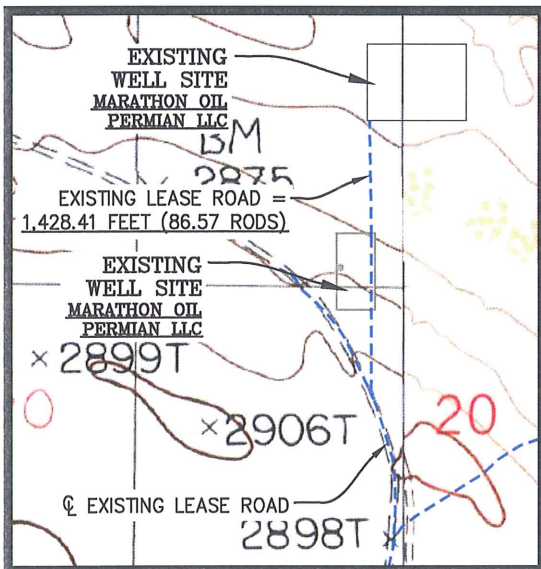 EXISTING
WELL SITE
MARATHON OIL
PERMIAN LLC
BM
2875
EXISTING LEASE ROAD =
1,428.41 FEET (86.57 RODS)
EXISTING
WELL SITE
MARATHON OIL
PERMIAN LLC
×2899T
0
×2906T
20
℄ EXISTING LEASE ROAD
2898T×